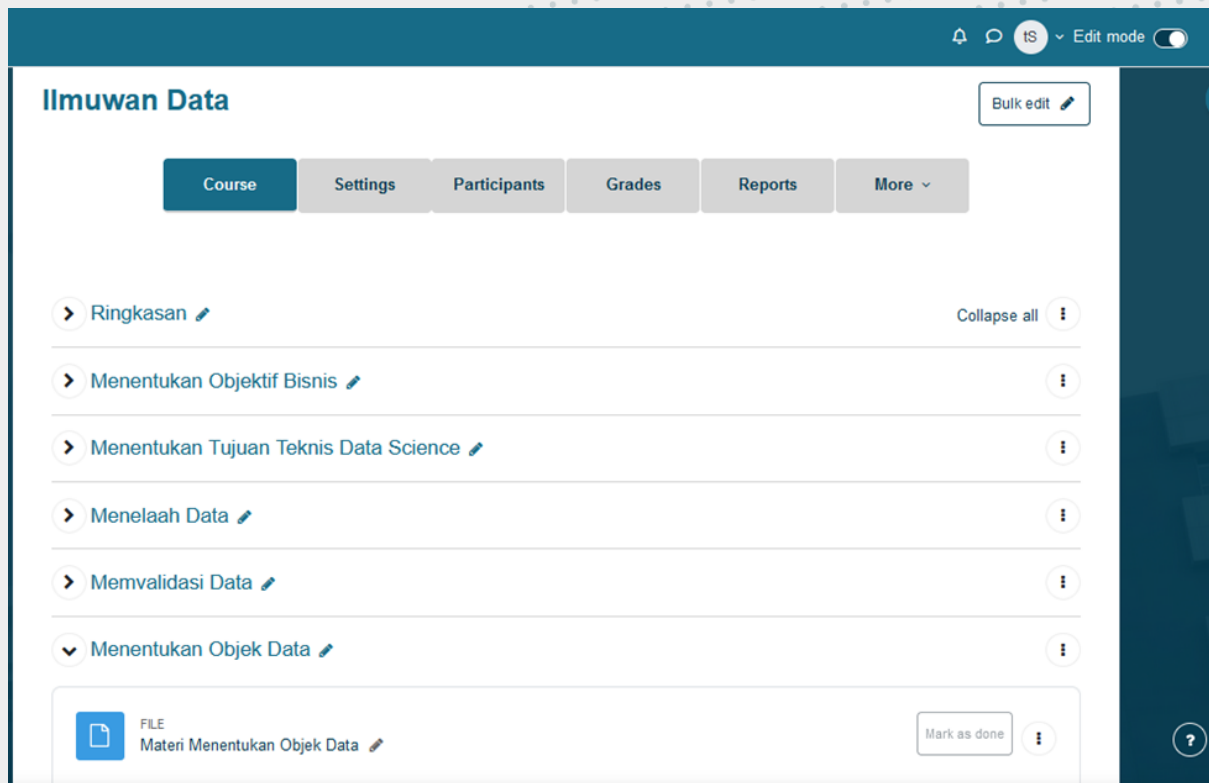 tS Edit mode
Ilmuwan Data
Bulk edit
Course Settings Participants Grades Reports More
Ringkasan
Collapse all
Menentukan Objektif Bisnis
Menentukan Tujuan Teknis Data Science
Menelaah Data
Memvalidasi Data
Menentukan Objek Data
FILE
Materi Menentukan Objek Data
Mark as done
?